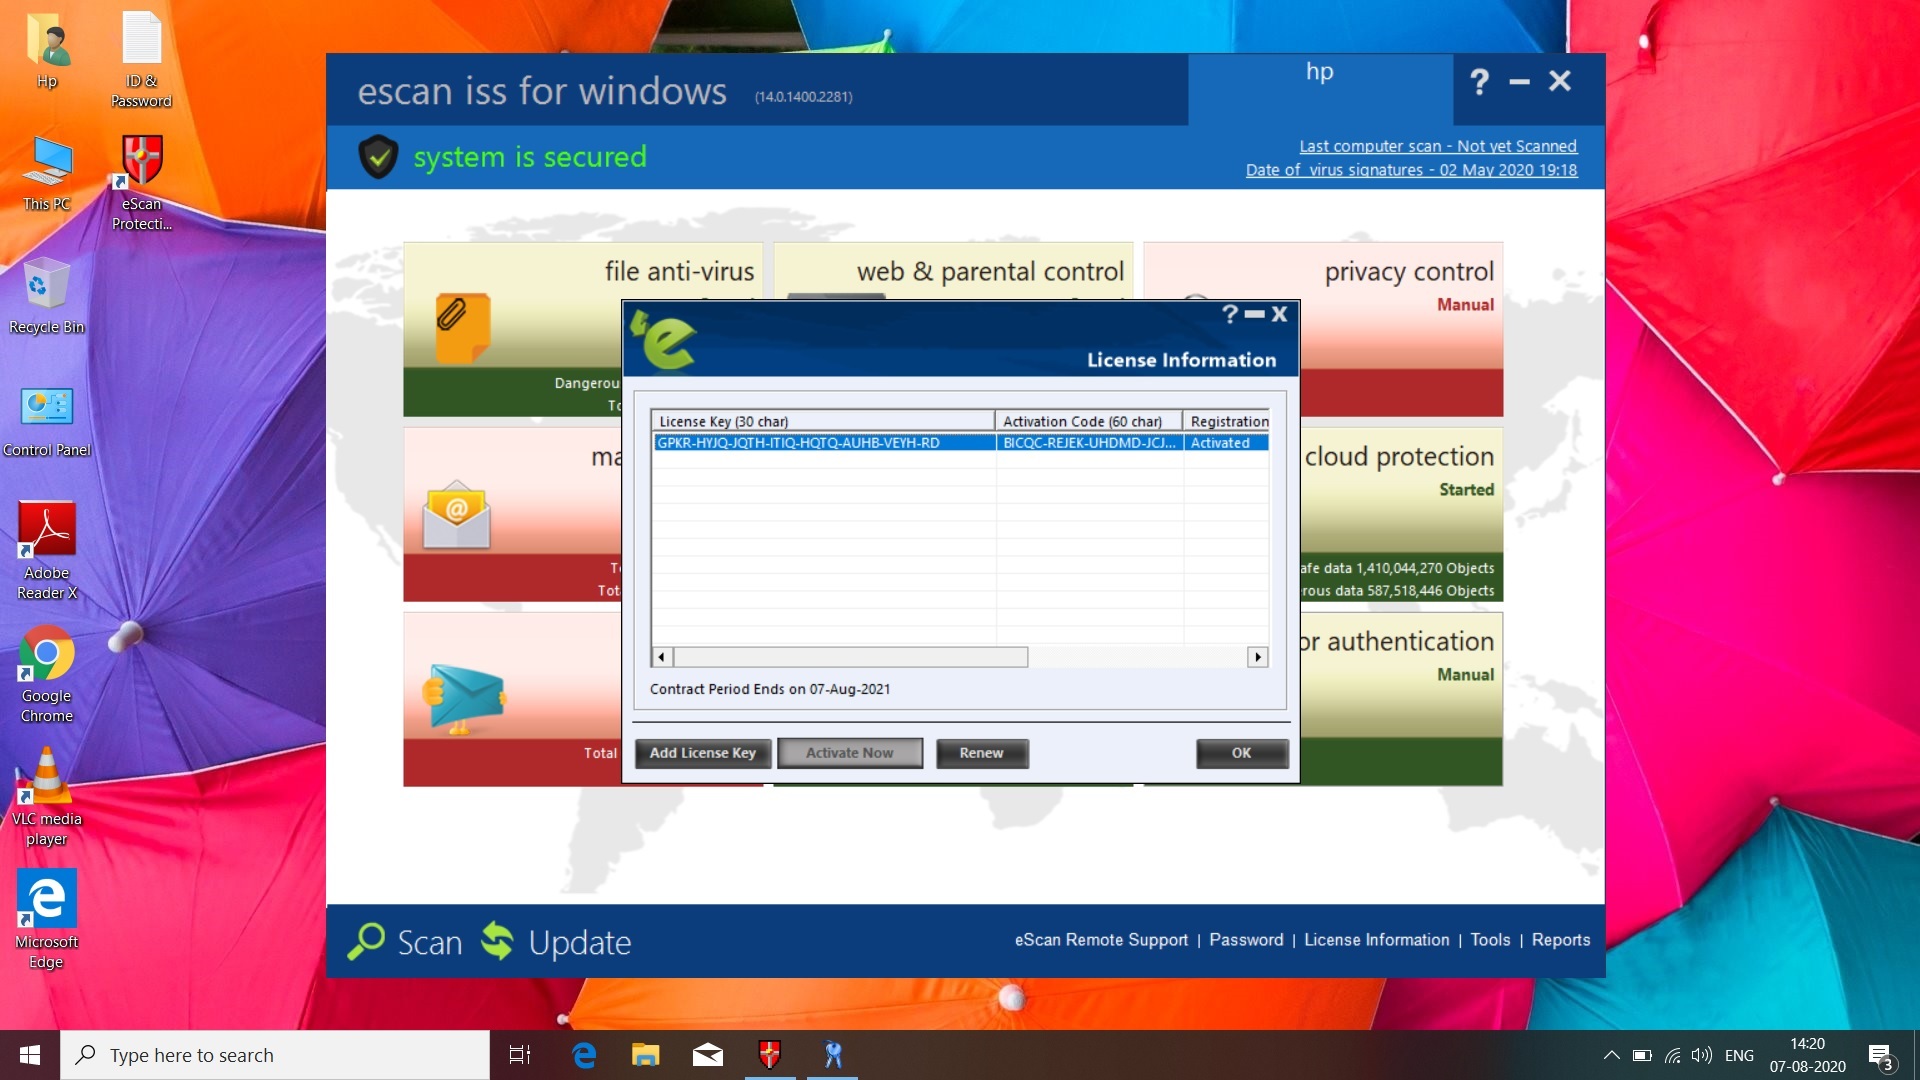 Hp
ID &
Password
This PC
eScan
Protecti...
Recycle Bin
Control Panel
Adobe
Reader X
Google
Chrome
VLC media
player
Microsoft
Edge
escan iss for windows (14.0.1400.2281)
hp
? – X
system is secured
Last computer scan - Not yet Scanned
Date of virus signatures - 02 May 2020 19:18
file anti-virus
web & parental control
privacy control
Manual
Dangerou
To
ma
cloud protection
Started
To
Tot
afe data 1,410,044,270 Objects
rous data 587,518,446 Objects
or authentication
Manual
Total
? – X
License Information
License Key (30 char) Activation Code (60 char) Registration
GPKR-HYJQ-JQTH-ITIQ-HQTQ-AUHB-VEYH-RD BICQC-REJEK-UHDMD-JCJ... Activated
Contract Period Ends on 07-Aug-2021
Add License Key Activate Now Renew OK
Scan Update
eScan Remote Support | Password | License Information | Tools | Reports
Type here to search
ENG
14:20
07-08-2020
3